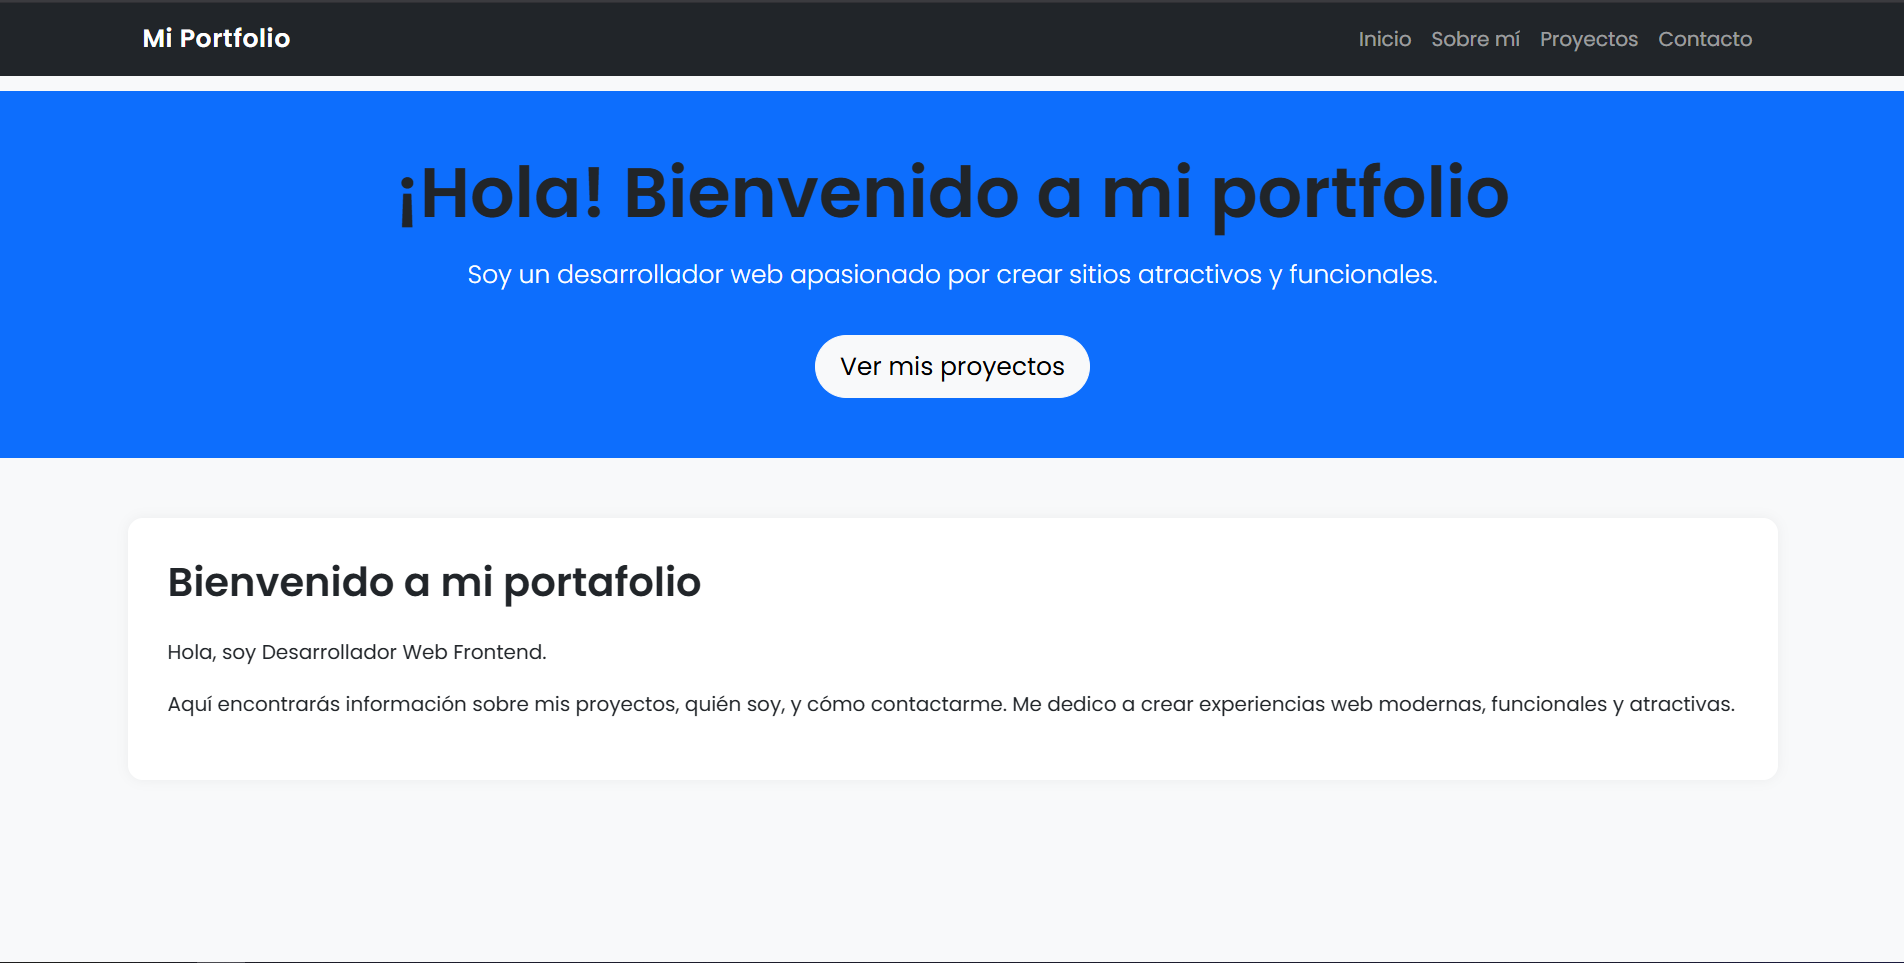 Mi Portfolio
Inicio Sobre mí Proyectos Contacto
¡Hola! Bienvenido a mi portfolio
Soy un desarrollador web apasionado por crear sitios atractivos y funcionales.
Ver mis proyectos
Bienvenido a mi portafolio
Hola, soy Desarrollador Web Frontend.
Aquí encontrarás información sobre mis proyectos, quién soy, y cómo contactarme. Me dedico a crear experiencias web modernas, funcionales y atractivas.